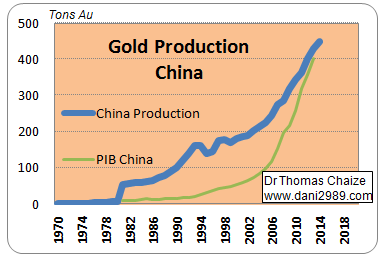 Tons Au
500
400
300
200
100
0
Gold Production
China
China Production
PIB China
Dr Thomas Chaize
www.dani2989.com
1970
1974
1978
1982
1986
1990
1994
1998
2002
2006
2010
2014
2018